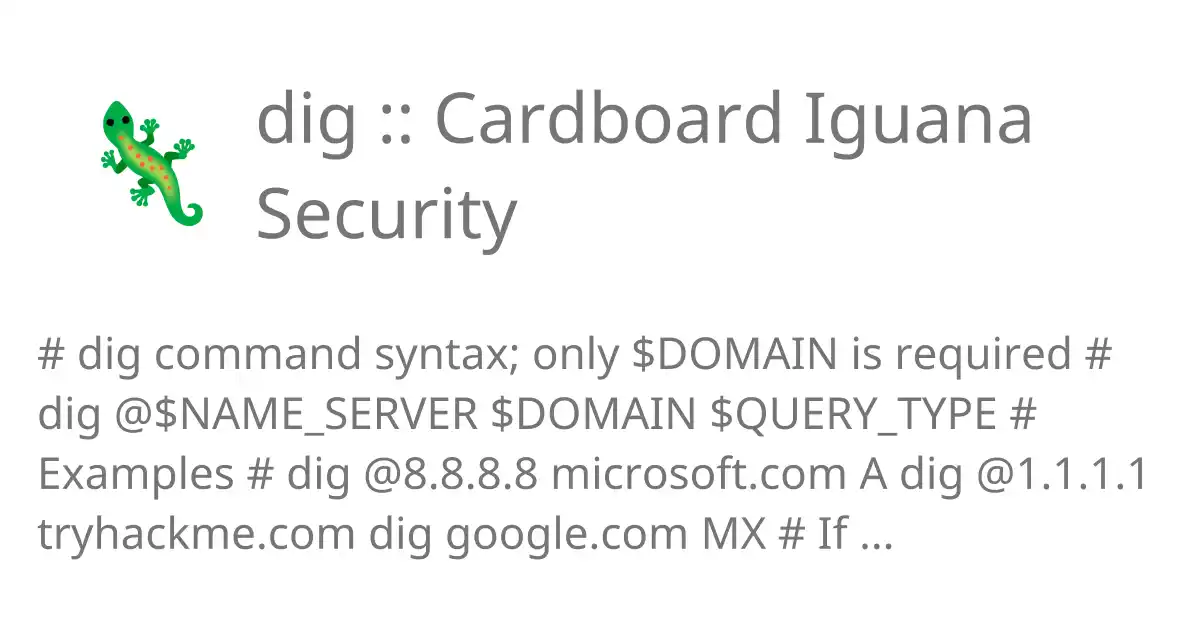 dig :: Cardboard Iguana
Security
# dig command syntax; only $DOMAIN is required #
dig @$NAME_SERVER $DOMAIN $QUERY_TYPE #
Examples # dig @8.8.8.8 microsoft.com A dig @1.1.1.1
tryhackme.com dig google.com MX # If ...